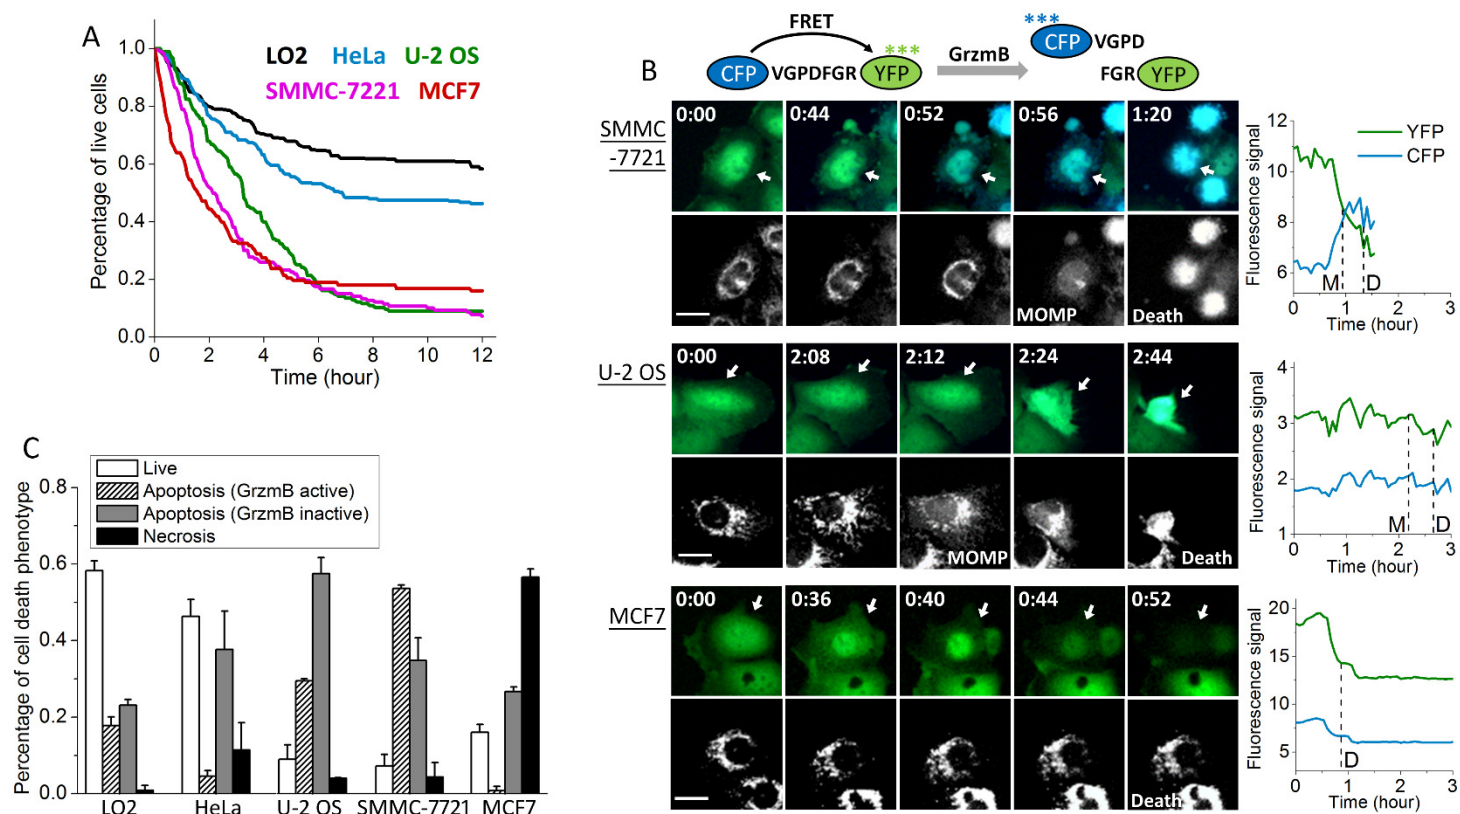 A
Percentage of live cells
1.0
0.8
0.6
0.4
0.2
0.0
LO2 HeLa U-2 OS
SMMC-7221 MCF7
0 2 4 6 8 10 12
Time (hour)
B
FRET
***
CFP VGPDFGR YFP
GrzmB
***
CFP VGPD
FGR YFP
SMMC
-7721
0:00 0:44 0:52 0:56 1:20
MOMP Death
Fluorescence signal
12
10
8
6
YFP
CFP
M D
0 1 2 3
Time (hour)
U-2 OS
0:00 2:08 2:12 2:24 2:44
MOMP Death
Fluorescence signal
4
3
2
1
M D
0 1 2 3
Time (hour)
MCF7
0:00 0:36 0:40 0:44 0:52
Death
Fluorescence signal
20
15
10
5
D
0 1 2 3
Time (hour)
C
Percentage of cell death phenotype
0.8
0.6
0.4
0.2
0.0
Live
Apoptosis (GrzmB active)
Apoptosis (GrzmB inactive)
Necrosis
LO2 HeLa U-2 OS SMMC-7721 MCF7